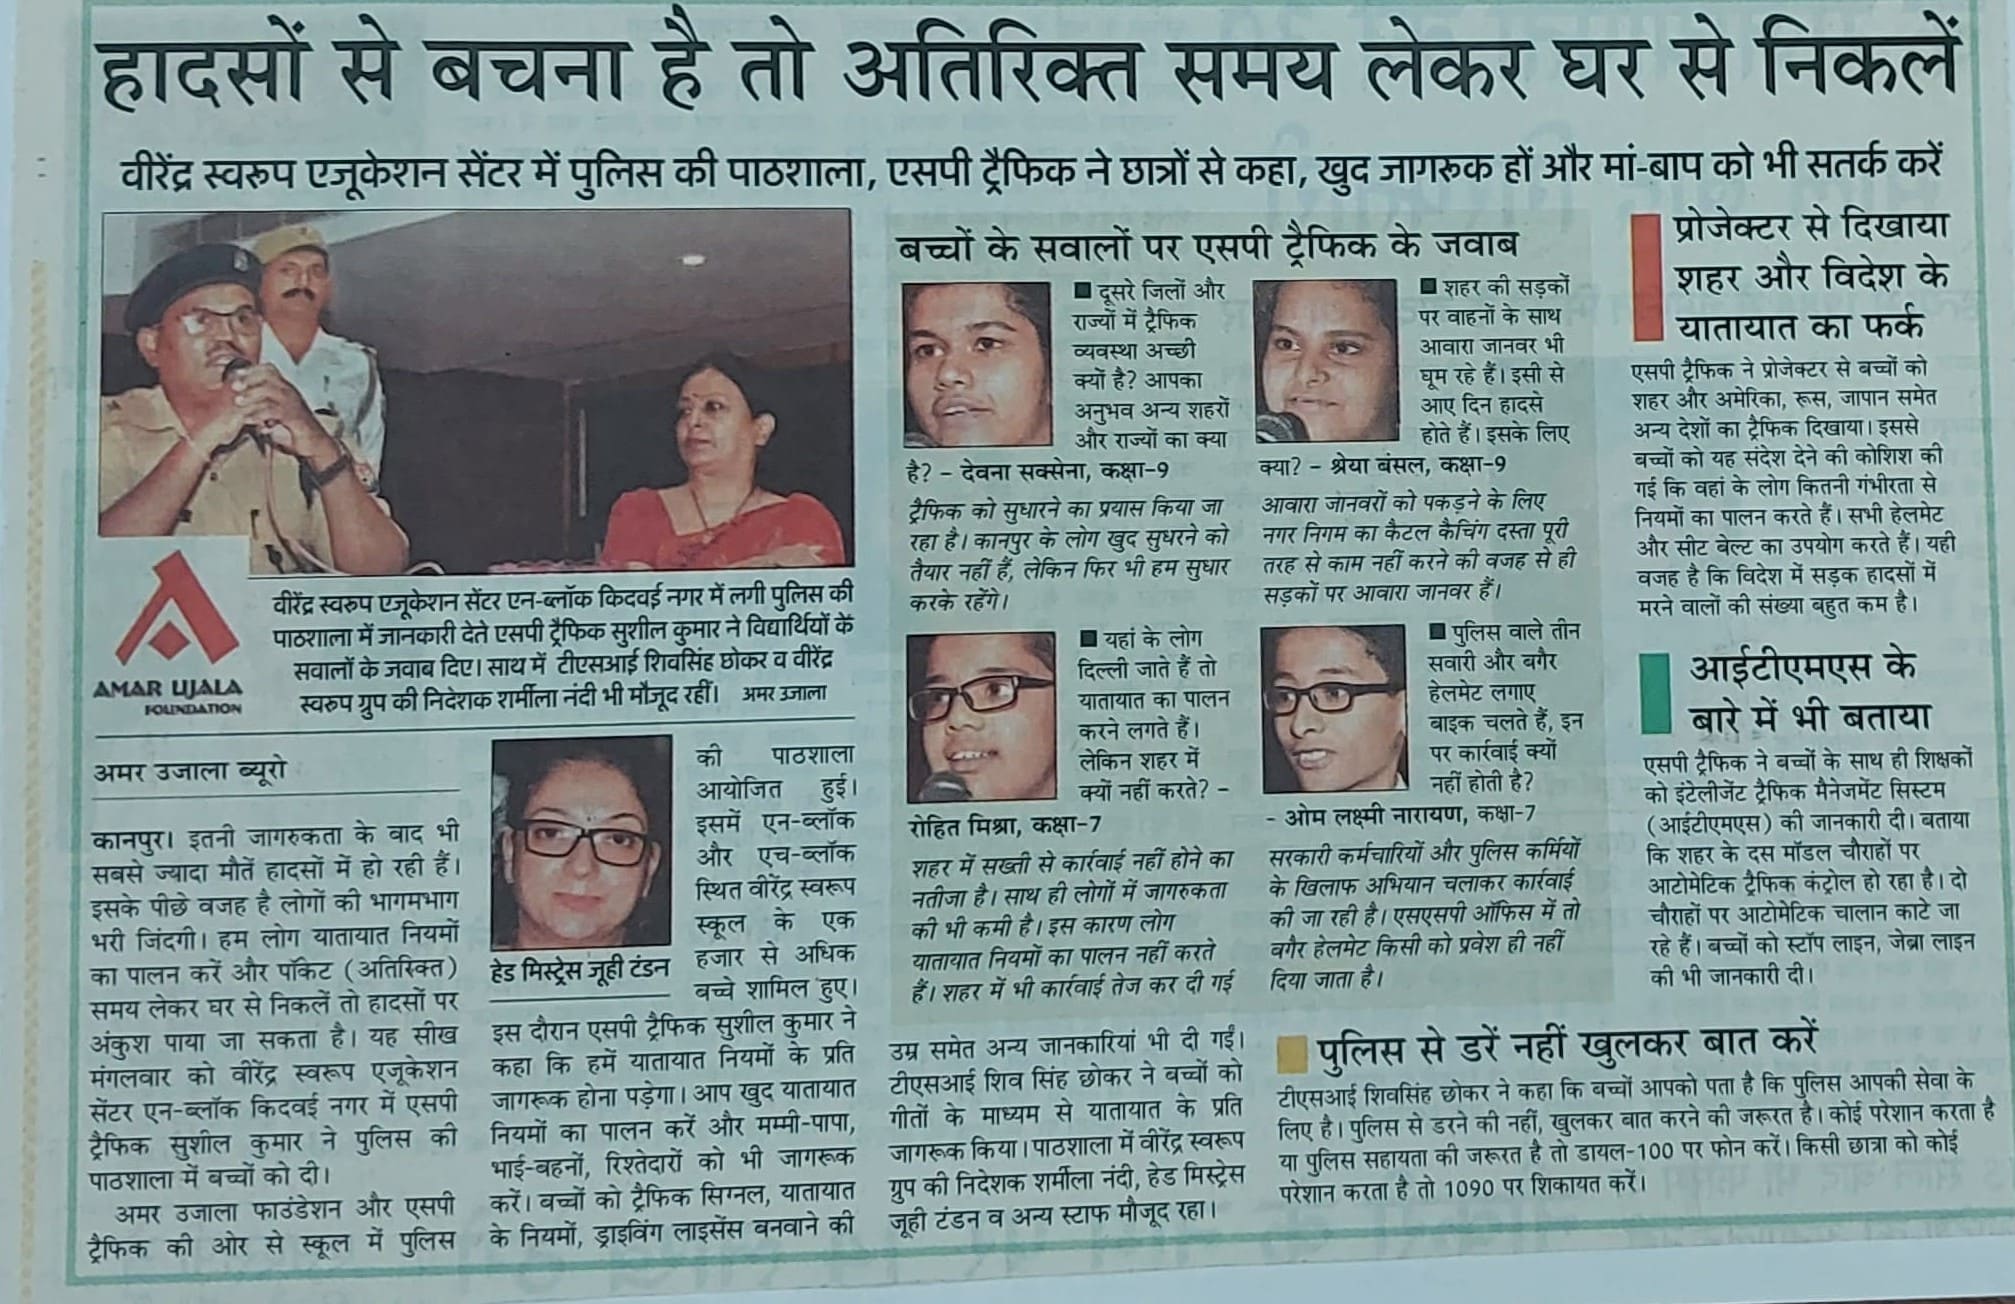 हादसों से बचना है तो अतिरिक्त समय लेकर घर से निकलें
वीरेंद्र स्वरूप एजूकेशन सेंटर में पुलिस की पाठशाला, एसपी ट्रैफिक ने छात्रों से कहा, खुद जागरूक हों और मां-बाप को भी सतर्क करें
AMAR UJALA
FOUNDATION
वीरेंद्र स्वरुप एजूकेशन सेंटर एन-ब्लॉक किदवई नगर में लगी पुलिस की
पाठशाला में जानकारी देते एसपी ट्रैफिक सुशील कुमार ने विद्यार्थियों के
सवालों के जवाब दिए। साथ में टीएसआई शिवसिंह छोकर व वीरेंद्र
स्वरुप ग्रुप की निदेशक शर्मीला नंदी भी मौजूद रहीं। अमर उजाला
अमर उजाला ब्यूरो
कानपुर। इतनी जागरुकता के बाद भी
सबसे ज्यादा मौतें हादसों में हो रही हैं।
इसके पीछे वजह है लोगों की भागमभाग
भरी जिंदगी। हम लोग यातायात नियमों
का पालन करें और पॉकेट (अतिरिक्त)
समय लेकर घर से निकलें तो हादसों पर
अंकुश पाया जा सकता है। यह सीख
मंगलवार को वीरेंद्र स्वरूप एजूकेशन
सेंटर एन-ब्लॉक किदवई नगर में एसपी
ट्रैफिक सुशील कुमार ने पुलिस की
पाठशाला में बच्चों को दी।
अमर उजाला फाउंडेशन और एसपी
ट्रैफिक की ओर से स्कूल में पुलिस
हेड मिस्ट्रेस जूही टंडन
की पाठशाला
आयोजित हुई।
इसमें एन-ब्लॉक
और एच-ब्लॉक
स्थित वीरेंद्र स्वरूप
स्कूल के एक
हजार से अधिक
बच्चे शामिल हुए।
इस दौरान एसपी ट्रैफिक सुशील कुमार ने
कहा कि हमें यातायात नियमों के प्रति
जागरूक होना पड़ेगा। आप खुद यातायात
नियमों का पालन करें और मम्मी-पापा,
भाई-बहनों, रिश्तेदारों को भी जागरूक
करें। बच्चों को ट्रैफिक सिग्नल, यातायात
के नियमों, ड्राइविंग लाइसेंस बनवाने की
उम्र समेत अन्य जानकारियां भी दी गईं।
टीएसआई शिव सिंह छोकर ने बच्चों को
गीतों के माध्यम से यातायात के प्रति
जागरूक किया। पाठशाला में वीरेंद्र स्वरूप
ग्रुप की निदेशक शर्मीला नंदी, हेड मिस्ट्रेस
जूही टंडन व अन्य स्टाफ मौजूद रहा।
बच्चों के सवालों पर एसपी ट्रैफिक के जवाब
■ दूसरे जिलों और
राज्यों में ट्रैफिक
व्यवस्था अच्छी
क्यों है? आपका
अनुभव अन्य शहरों
और राज्यों का क्या
है? – देवना सक्सेना, कक्षा-9
ट्रैफिक को सुधारने का प्रयास किया जा
रहा है। कानपुर के लोग खुद सुधरने को
तैयार नहीं हैं, लेकिन फिर भी हम सुधार
करके रहेंगे।
■ शहर की सड़कों
पर वाहनों के साथ
आवारा जानवर भी
घूम रहे हैं। इसी से
आए दिन हादसे
होते हैं। इसके लिए
क्या? – श्रेया बंसल, कक्षा-9
आवारा जानवरों को पकड़ने के लिए
नगर निगम का कैटल कैचिंग दस्ता पूरी
तरह से काम नहीं करने की वजह से ही
सड़कों पर आवारा जानवर हैं।
■ यहां के लोग
दिल्ली जाते हैं तो
यातायात का पालन
करने लगते हैं।
लेकिन शहर में
क्यों नहीं करते? –
रोहित मिश्रा, कक्षा-7
शहर में सख्ती से कार्रवाई नहीं होने का
नतीजा है। साथ ही लोगों में जागरुकता
की भी कमी है। इस कारण लोग
यातायात नियमों का पालन नहीं करते
हैं। शहर में भी कार्रवाई तेज कर दी गई
■ पुलिस वाले तीन
सवारी और बगैर
हेलमेट लगाए
बाइक चलते हैं, इन
पर कार्रवाई क्यों
नहीं होती है?
- ओम लक्ष्मी नारायण, कक्षा-7
सरकारी कर्मचारियों और पुलिस कर्मियों
के खिलाफ अभियान चलाकर कार्रवाई
की जा रही है। एसएसपी ऑफिस में तो
बगैर हेलमेट किसी को प्रवेश ही नहीं
दिया जाता है।
प्रोजेक्टर से दिखाया
शहर और विदेश के
यातायात का फर्क
एसपी ट्रैफिक ने प्रोजेक्टर से बच्चों को
शहर और अमेरिका, रूस, जापान समेत
अन्य देशों का ट्रैफिक दिखाया। इससे
बच्चों को यह संदेश देने की कोशिश की
गई कि वहां के लोग कितनी गंभीरता से
नियमों का पालन करते हैं। सभी हेलमेट
और सीट बेल्ट का उपयोग करते हैं। यही
वजह है कि विदेश में सड़क हादसों में
मरने वालों की संख्या बहुत कम है।
आईटीएमएस के
बारे में भी बताया
एसपी ट्रैफिक ने बच्चों के साथ ही शिक्षकों
को इंटेलीजेंट ट्रैफिक मैनेजमेंट सिस्टम
(आईटीएमएस) की जानकारी दी। बताया
कि शहर के दस मॉडल चौराहों पर
आटोमेटिक ट्रैफिक कंट्रोल हो रहा है। दो
चौराहों पर आटोमेटिक चालान काटे जा
रहे हैं। बच्चों को स्टॉप लाइन, जेब्रा लाइन
की भी जानकारी दी।
पुलिस से डरें नहीं खुलकर बात करें
टीएसआई शिवसिंह छोकर ने कहा कि बच्चों आपको पता है कि पुलिस आपकी सेवा के
लिए है। पुलिस से डरने की नहीं, खुलकर बात करने की जरूरत है। कोई परेशान करता है
या पुलिस सहायता की जरूरत है तो डायल-100 पर फोन करें। किसी छात्रा को कोई
परेशान करता है तो 1090 पर शिकायत करें।